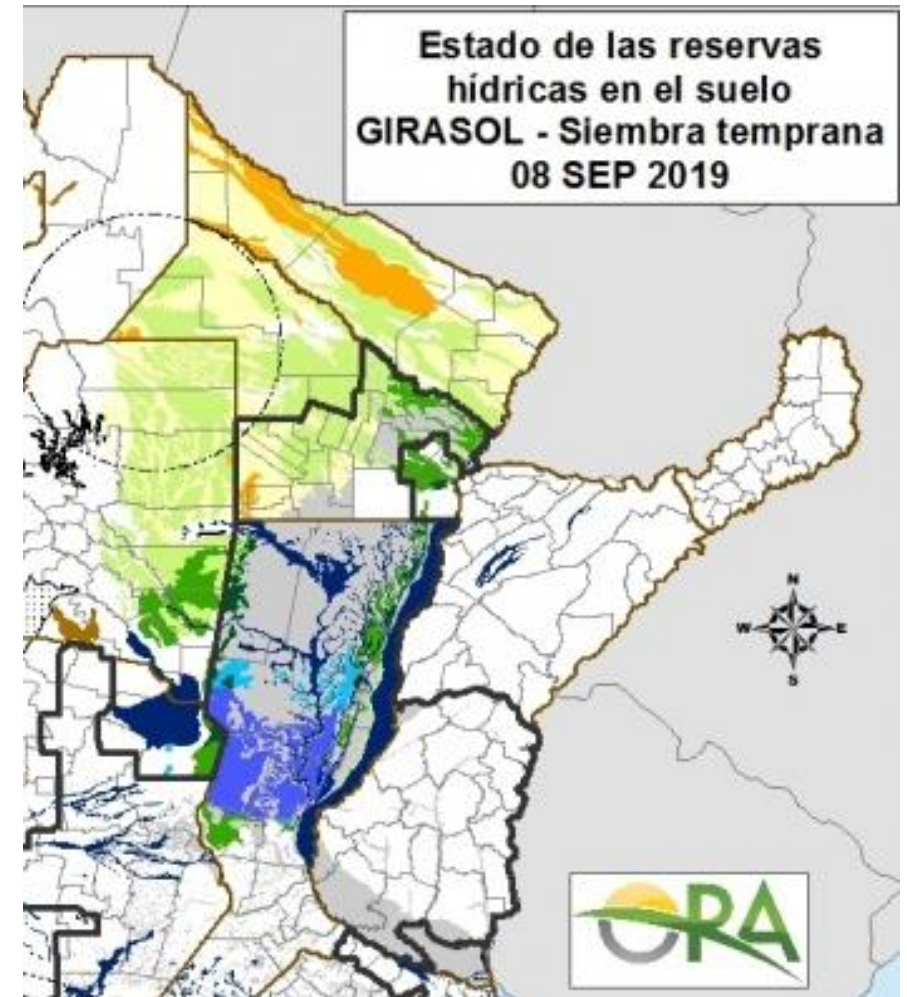 Estado de las reservas
hídricas en el suelo
GIRASOL - Siembra temprana
08 SEP 2019
N
W E
S
ORA